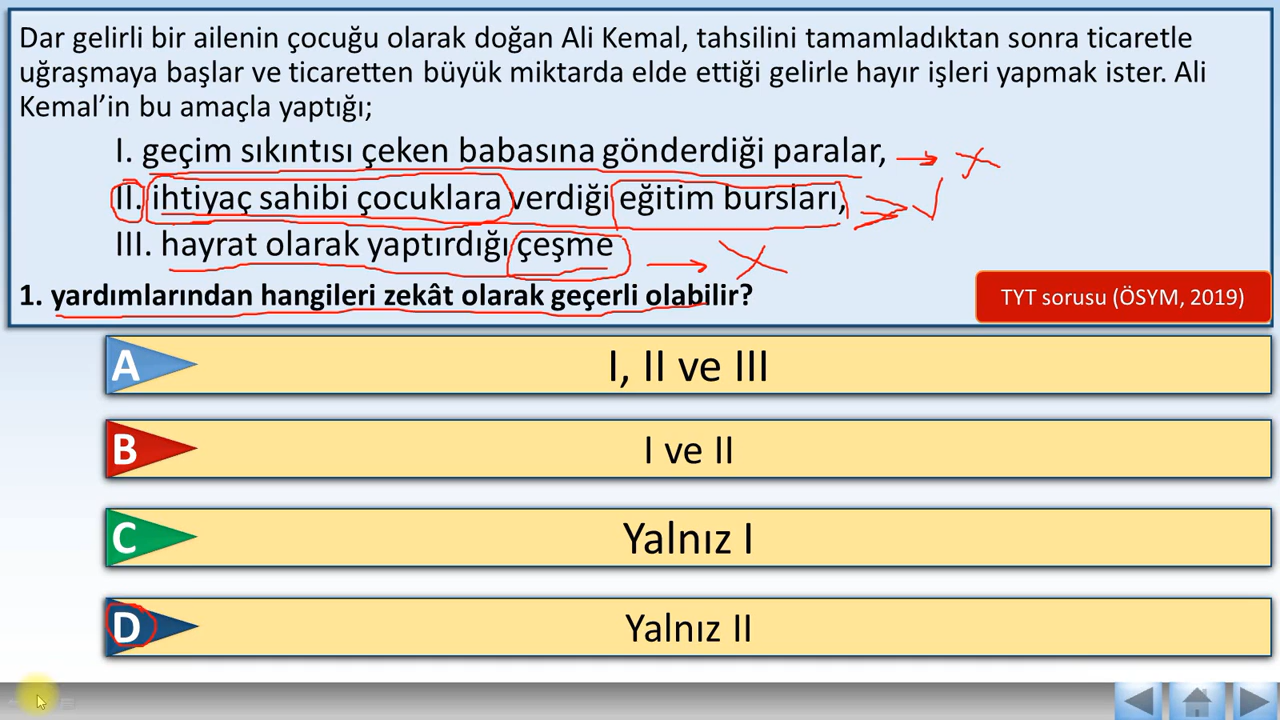 Dar gelirli bir ailenin çocuğu olarak doğan Ali Kemal, tahsilini tamamladıktan sonra ticaretle
uğraşmaya başlar ve ticaretten büyük miktarda elde ettiği gelirle hayır işleri yapmak ister. Ali
Kemal’in bu amaçla yaptığı;
I. geçim sıkıntısı çeken babasına gönderdiği paralar,
II. ihtiyaç sahibi çocuklara verdiği eğitim bursları,
III. hayrat olarak yaptırdığı çeşme
1. yardımlarından hangileri zekât olarak geçerli olabilir?
TYT sorusu (ÖSYM, 2019)
A I, II ve III
B I ve II
C Yalnız I
D Yalnız II